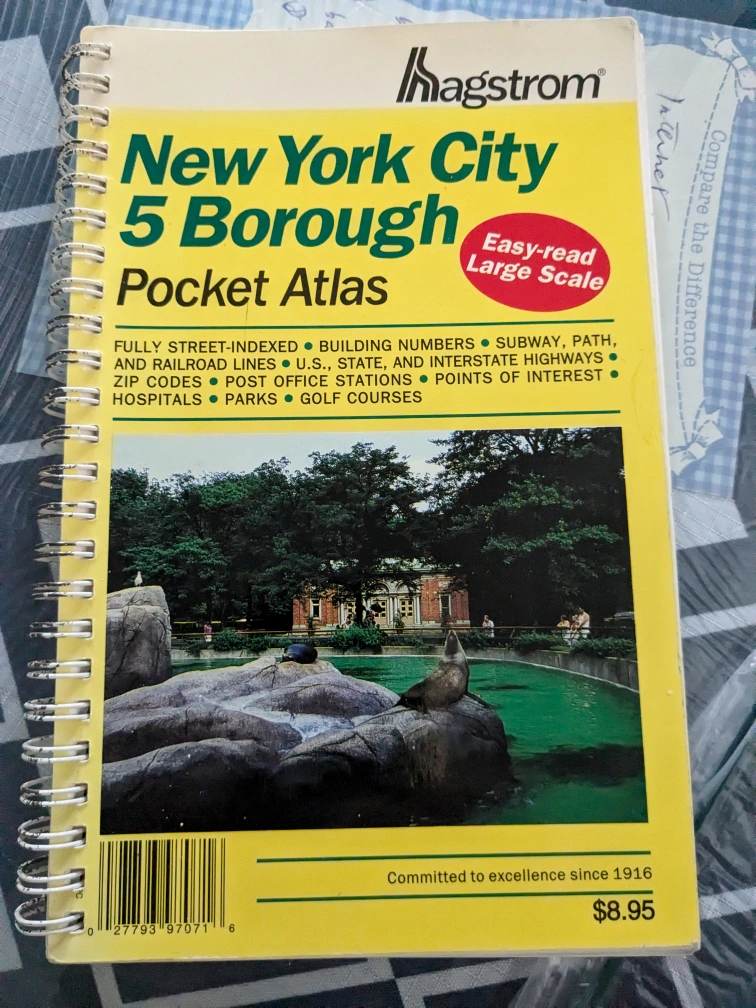 hagstrom®
New York City
5 Borough
Pocket Atlas
Easy-read
Large Scale
FULLY STREET-INDEXED • BUILDING NUMBERS • SUBWAY, PATH,
AND RAILROAD LINES • U.S., STATE, AND INTERSTATE HIGHWAYS •
ZIP CODES • POST OFFICE STATIONS • POINTS OF INTEREST •
HOSPITALS • PARKS • GOLF COURSES
Committed to excellence since 1916
$8.95
0 27793 97071 6
Internet
Compare the Difference